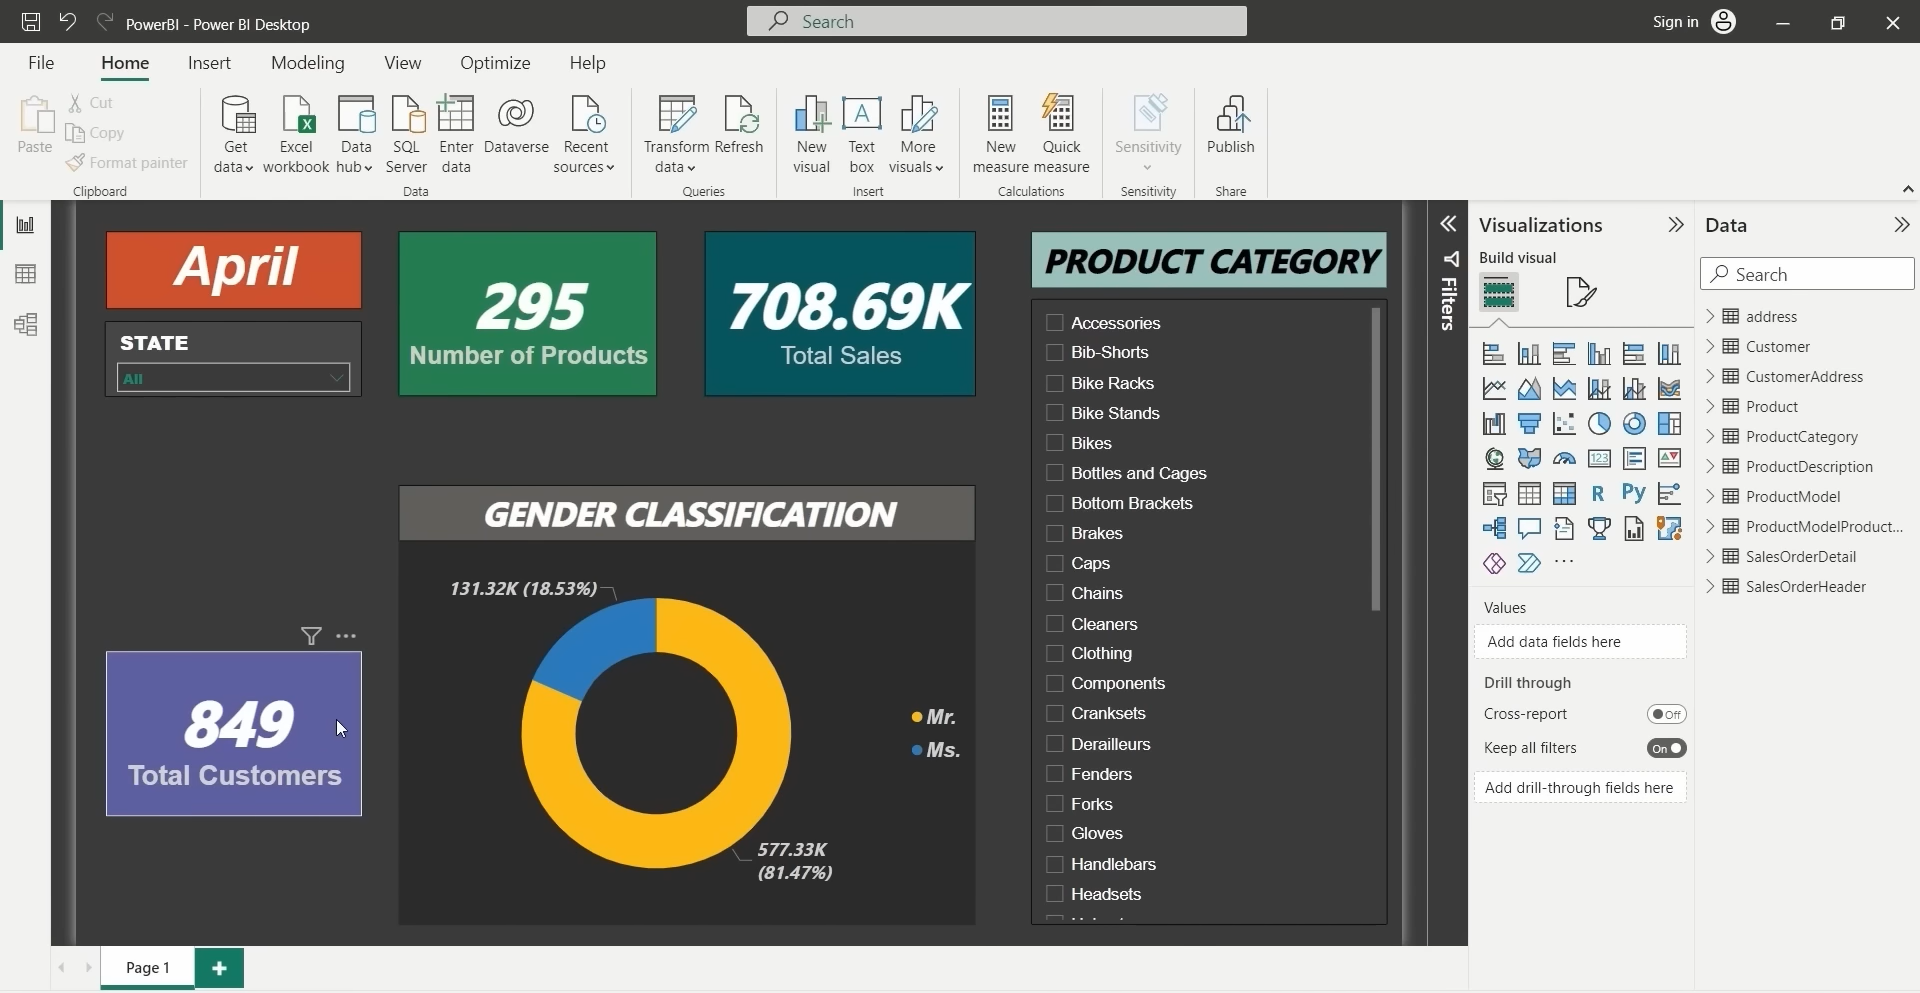 PowerBI - Power BI Desktop
Search
Sign in
File
Home
Insert
Modeling
View
Optimize
Help
Paste
Cut
Copy
Format painter
Clipboard
Get data
Excel workbook
Data hub
SQL Server
Enter data
Dataverse
Recent sources
Data
Transform data
Refresh
Queries
New visual
Text box
More visuals
Insert
New measure
Quick measure
Calculations
Sensitivity
Sensitivity
Publish
Share
April
STATE
All
295
Number of Products
708.69K
Total Sales
849
Total Customers
GENDER CLASSIFICATIION
131.32K (18.53%)
577.33K
(81.47%)
Mr.
Ms.
PRODUCT CATEGORY
Accessories
Bib-Shorts
Bike Racks
Bike Stands
Bikes
Bottles and Cages
Bottom Brackets
Brakes
Caps
Chains
Cleaners
Clothing
Components
Cranksets
Derailleurs
Fenders
Forks
Gloves
Handlebars
Headsets
Filters
Visualizations
Build visual
123
R
Py
Values
Add data fields here
Drill through
Cross-report
Off
Keep all filters
On
Add drill-through fields here
Data
Search
address
Customer
CustomerAddress
Product
ProductCategory
ProductDescription
ProductModel
ProductModelProduct...
SalesOrderDetail
SalesOrderHeader
Page 1